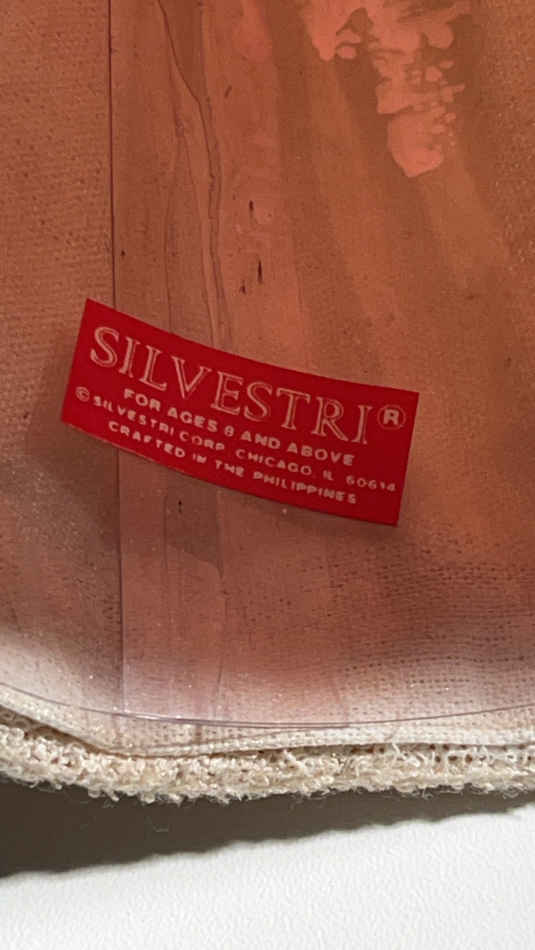 SILVESTRI®
FOR AGES 8 AND ABOVE
© SILVESTRI CORP. CHICAGO, IL 60614
CRAFTED IN THE PHILIPPINES